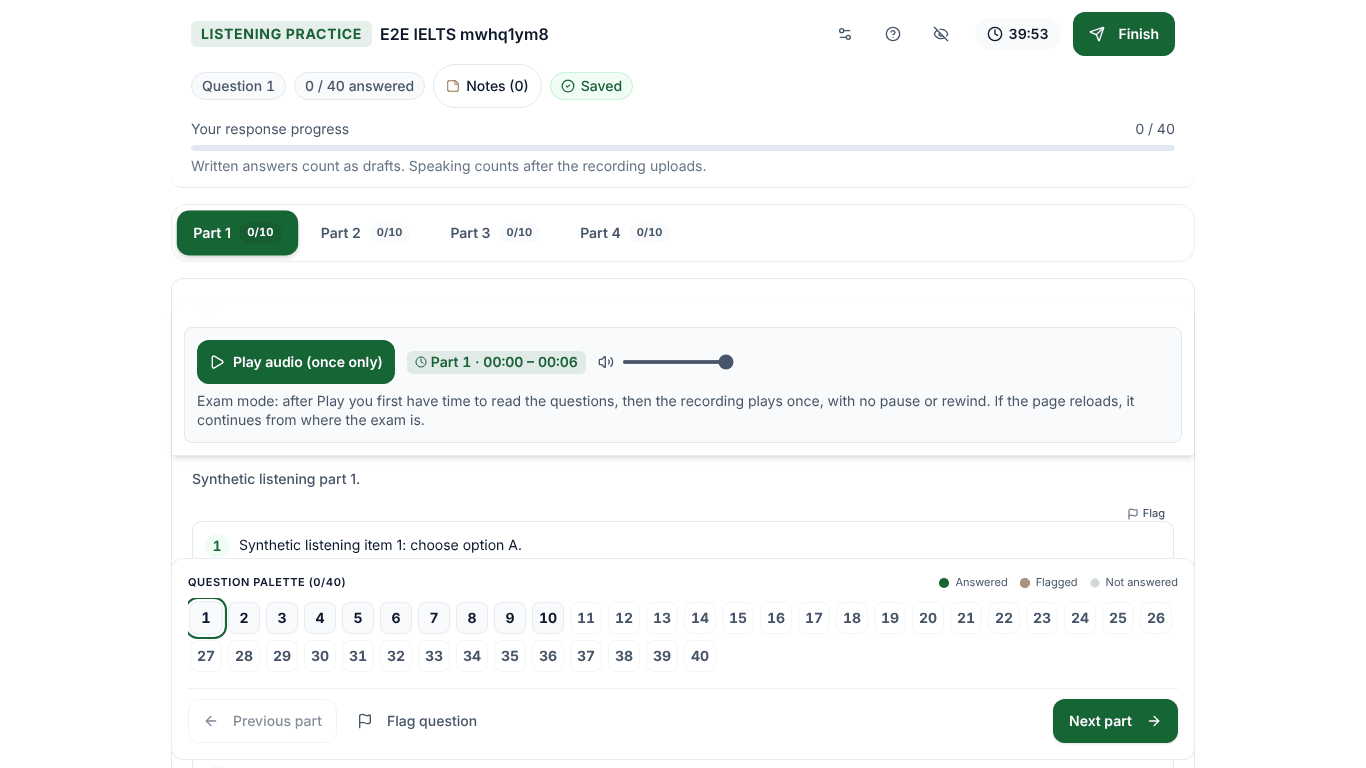 LISTENING PRACTICE E2E IELTS mwhq1ym8 39:53 Finish
Question 1 0 / 40 answered Notes (0) Saved
Your response progress 0 / 40
Written answers count as drafts. Speaking counts after the recording uploads.
Part 1 0/10 Part 2 0/10 Part 3 0/10 Part 4 0/10
Play audio (once only) Part 1 · 00:00 – 00:06
Exam mode: after Play you first have time to read the questions, then the recording plays once, with no pause or rewind. If the page reloads, it
continues from where the exam is.
Synthetic listening part 1.
Flag
1 Synthetic listening item 1: choose option A.
QUESTION PALETTE (0/40) Answered Flagged Not answered
1 2 3 4 5 6 7 8 9 10 11 12 13 14 15 16 17 18 19 20 21 22 23 24 25 26
27 28 29 30 31 32 33 34 35 36 37 38 39 40
Previous part Flag question Next part